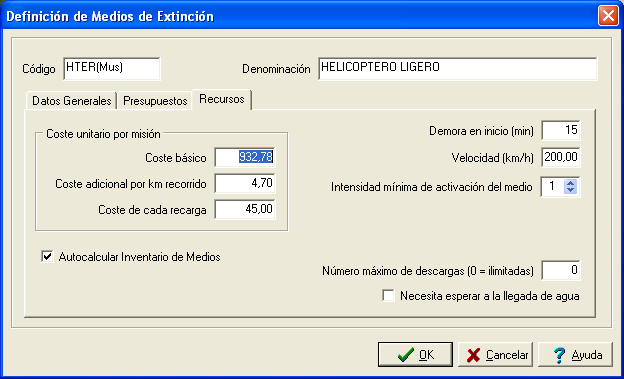 Definición de Medios de Extinción
Código HTER(Mus) Denominación HELICOPTERO LIGERO
Datos Generales Presupuestos Recursos
Coste unitario por misión
Coste básico 932,78
Coste adicional por km recorrido 4,70
Coste de cada recarga 45,00
Autocalcular Inventario de Medios
Demora en inicio (min) 15
Velocidad (km/h) 200,00
Intensidad mínima de activación del medio 1
Número máximo de descargas (0 = ilimitadas) 0
Necesita esperar a la llegada de agua
OK Cancelar Ayuda